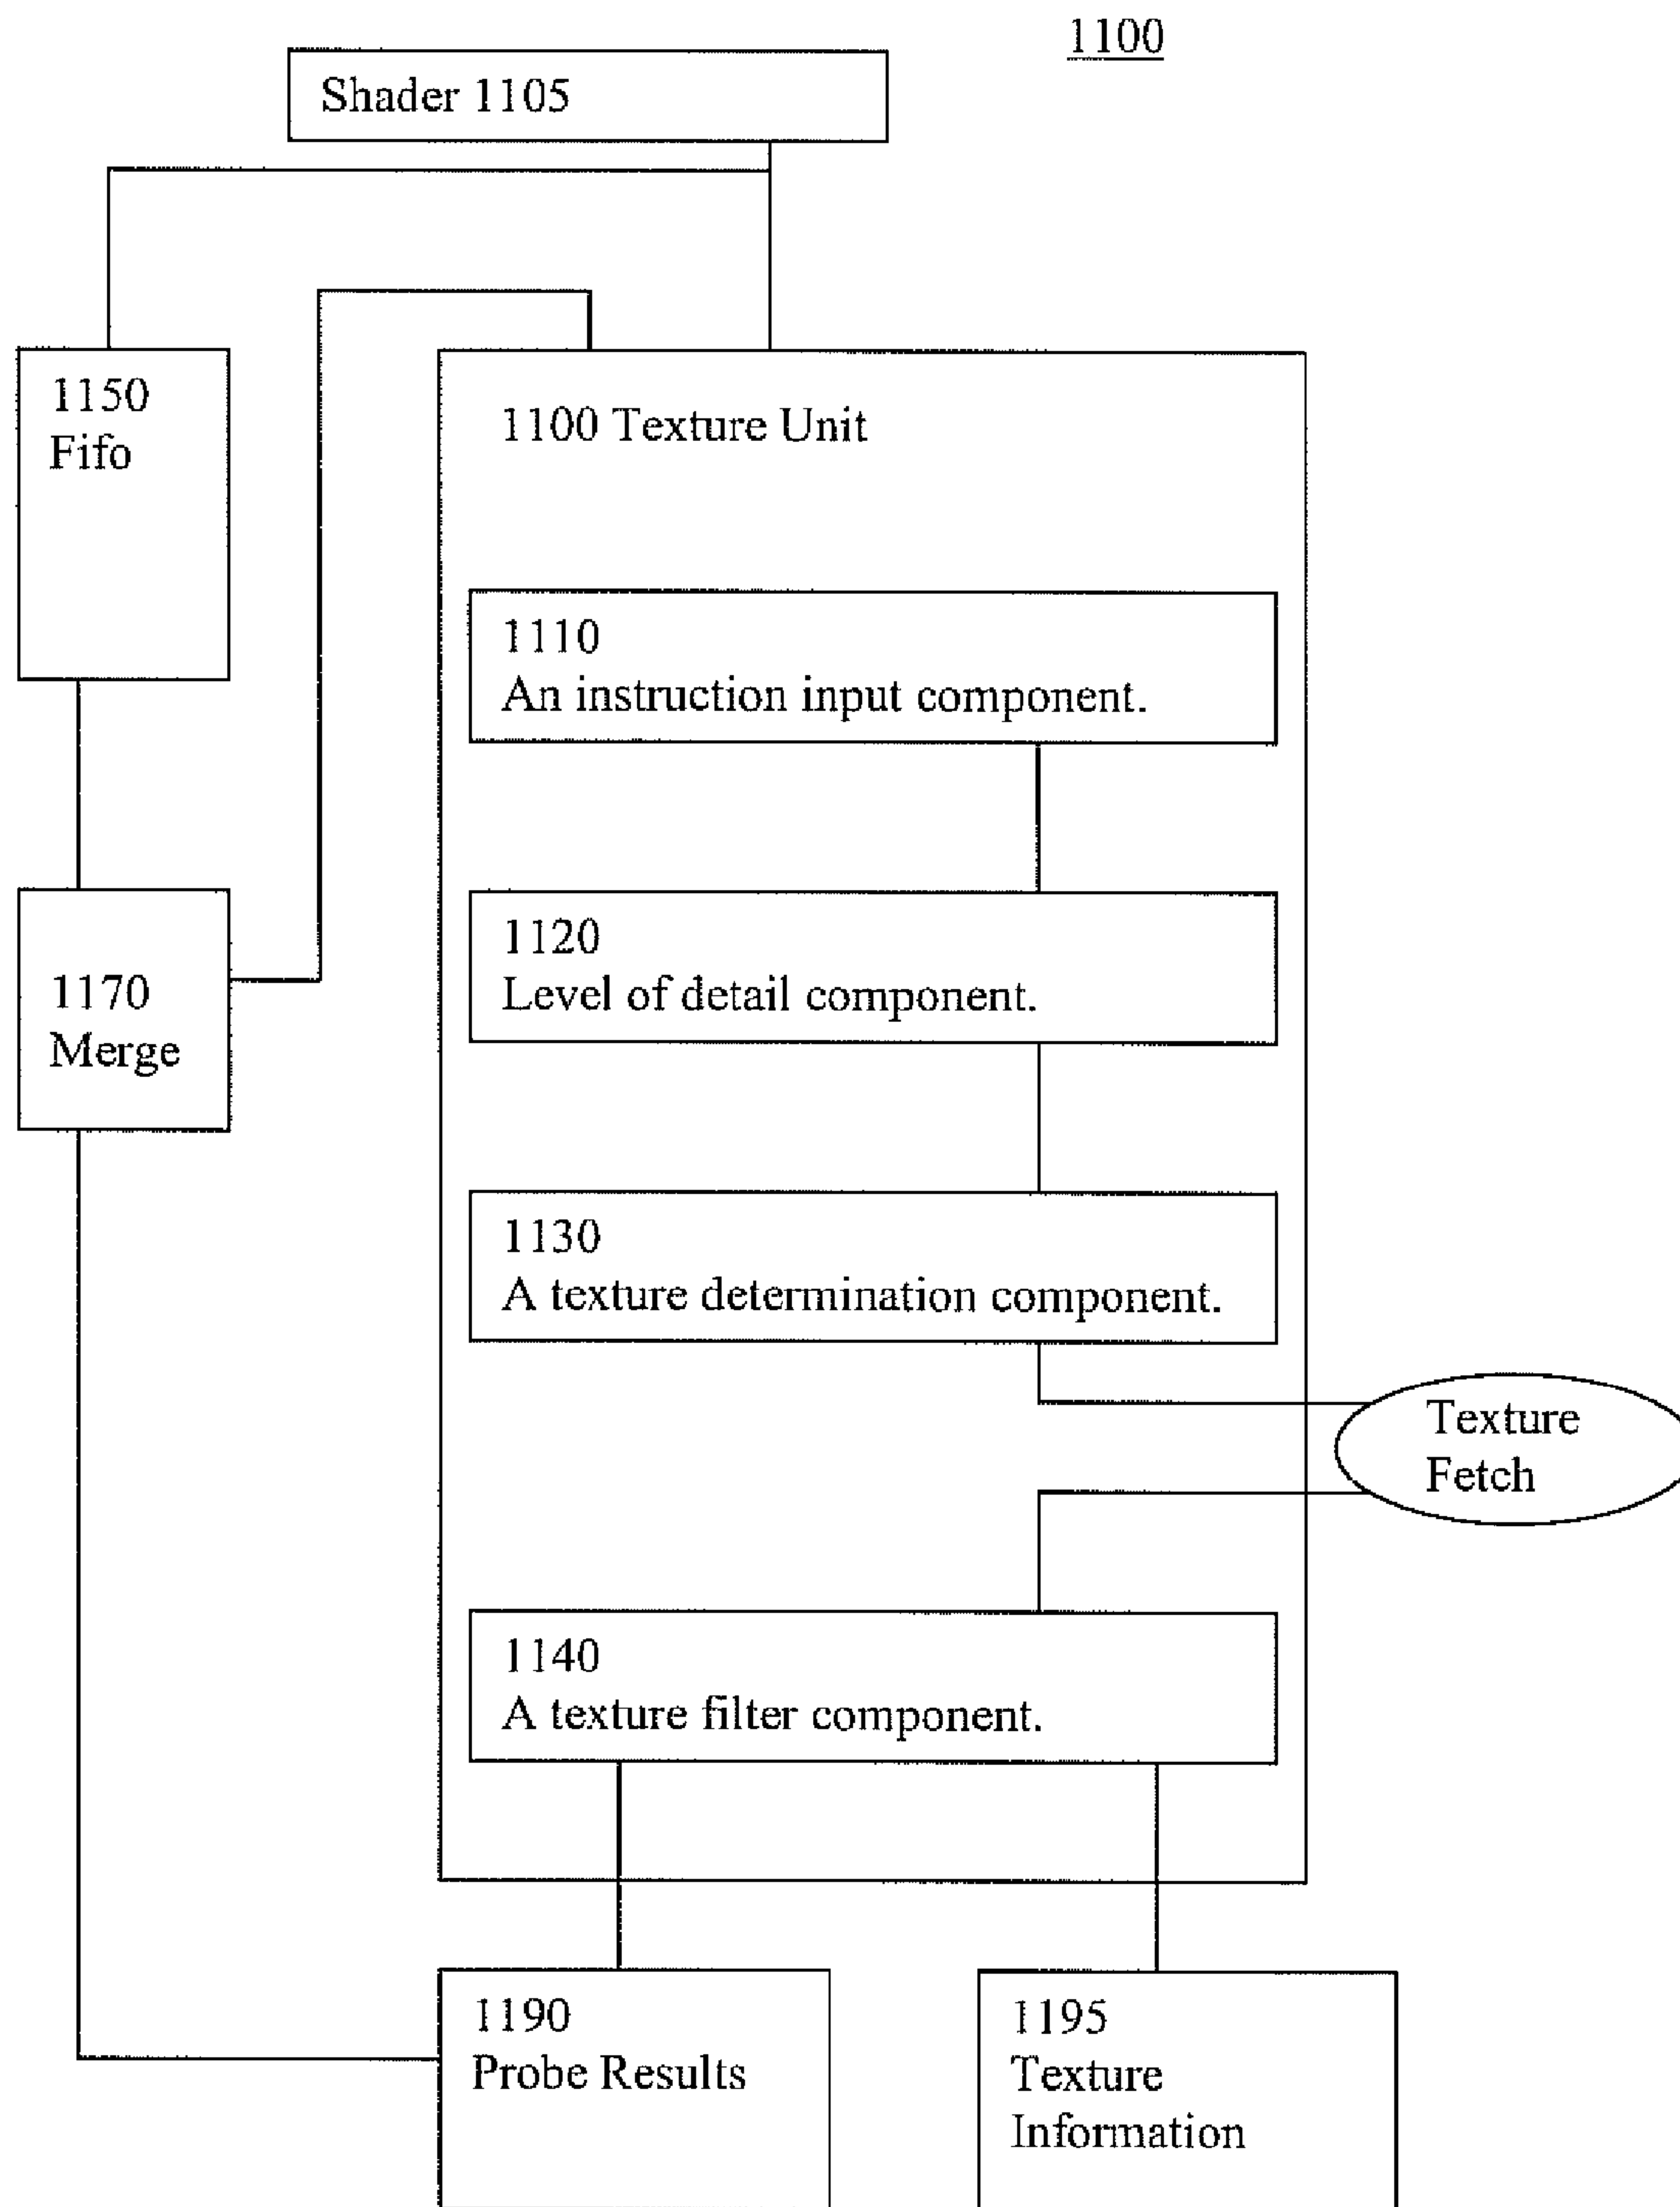 1100
Shader 1105
1150
Fifo
1100 Texture Unit
1110
An instruction input component.
1120
Level of detail component.
1170
Merge
1130
A texture determination component.
Texture
Fetch
1140
A texture filter component.
1190
Probe Results
1195
Texture
Information